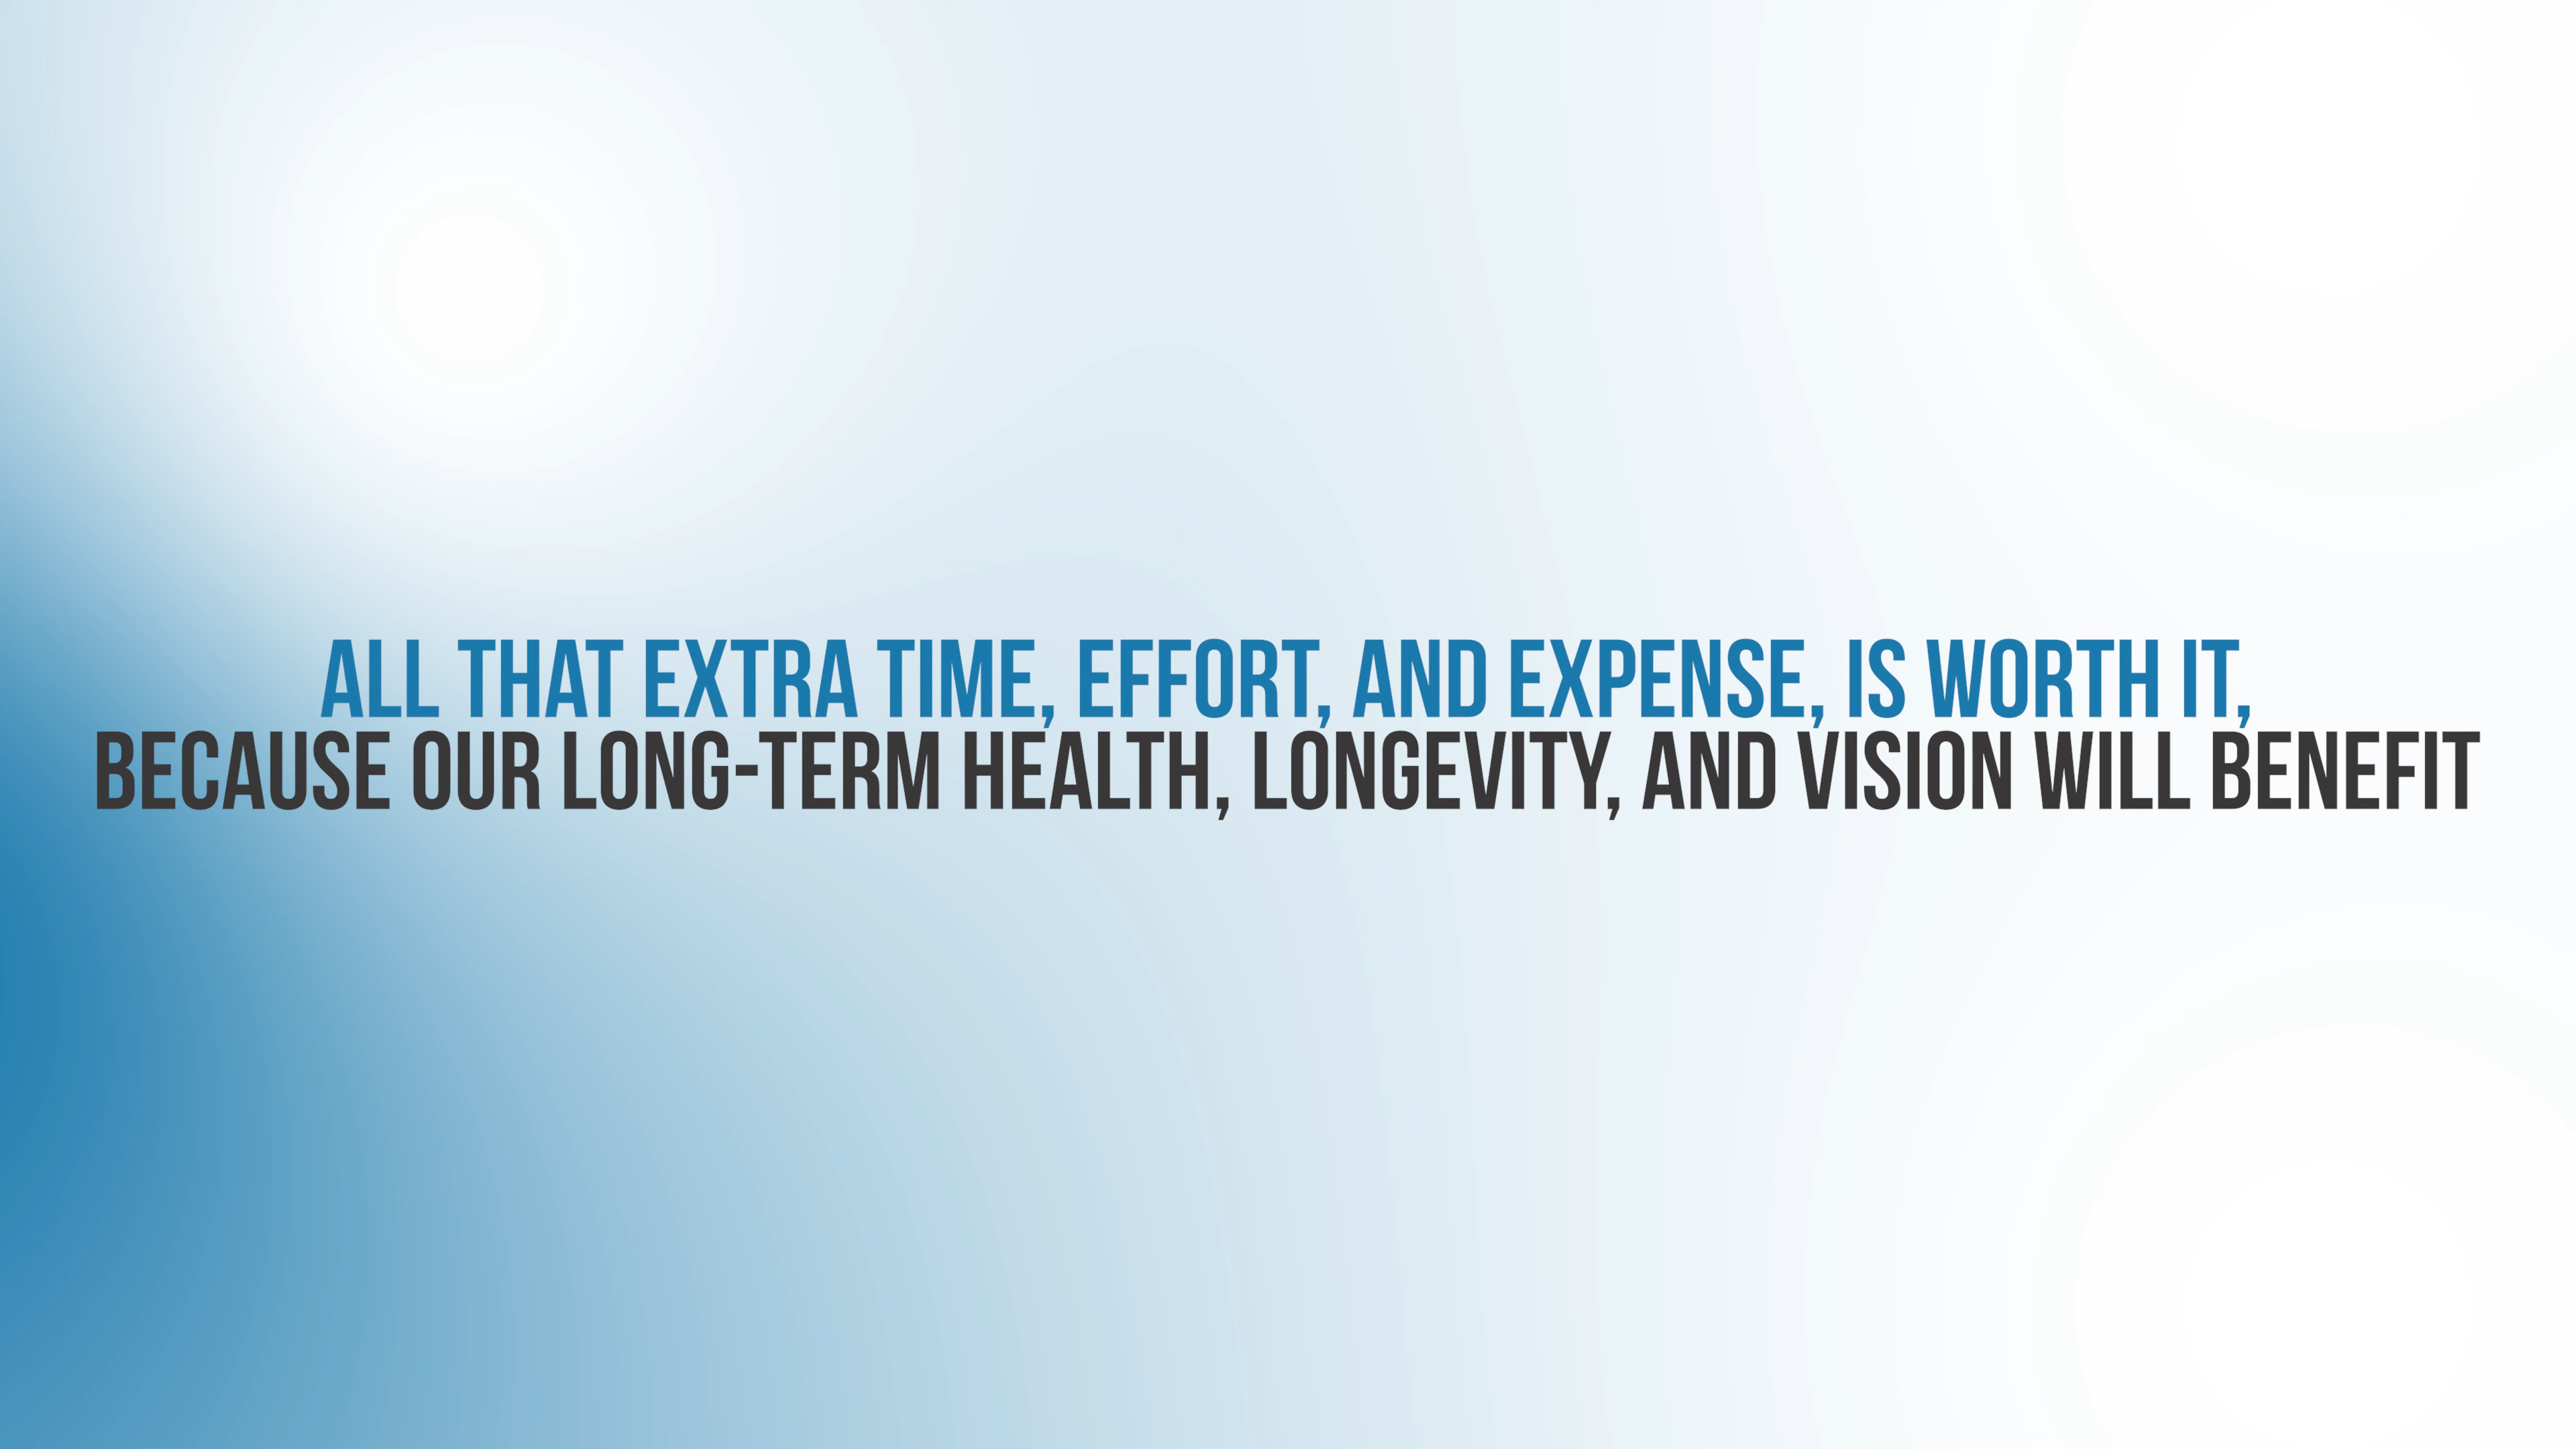 ALL THAT EXTRA TIME, EFFORT, AND EXPENSE, IS WORTH IT,
BECAUSE OUR LONG-TERM HEALTH, LONGEVITY, AND VISION WILL BENEFIT